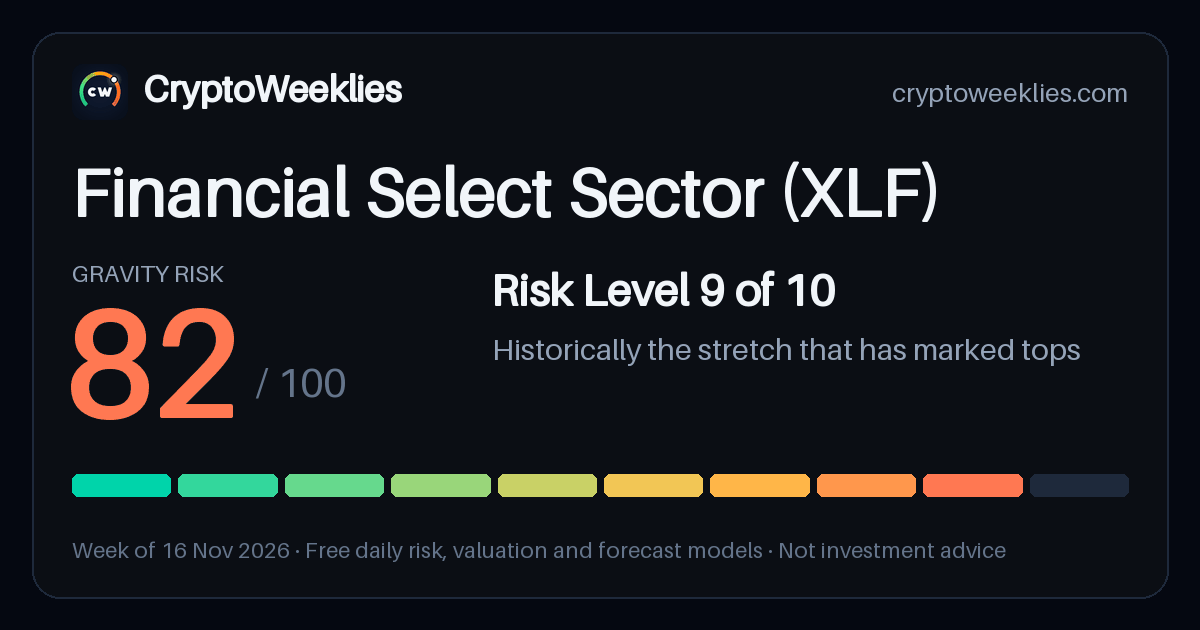 CW CryptoWeeklies
cryptoweeklies.com
Financial Select Sector (XLF)
GRAVITY RISK
82 / 100
Risk Level 9 of 10
Historically the stretch that has marked tops
Week of 16 Nov 2026 · Free daily risk, valuation and forecast models · Not investment advice